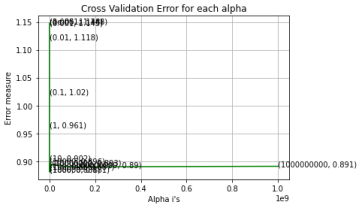 Cross Validation Error for each alpha
1.15
(0.01, 1.118)
1.10
1.05
(0.1, 1.02)
1.00
(1, 0.961)
0.95
0.90
(1000000000, 0.891)
0.0 0.2 0.4 0.6 0.8 1.0
1e9
Alpha i's
Error measure